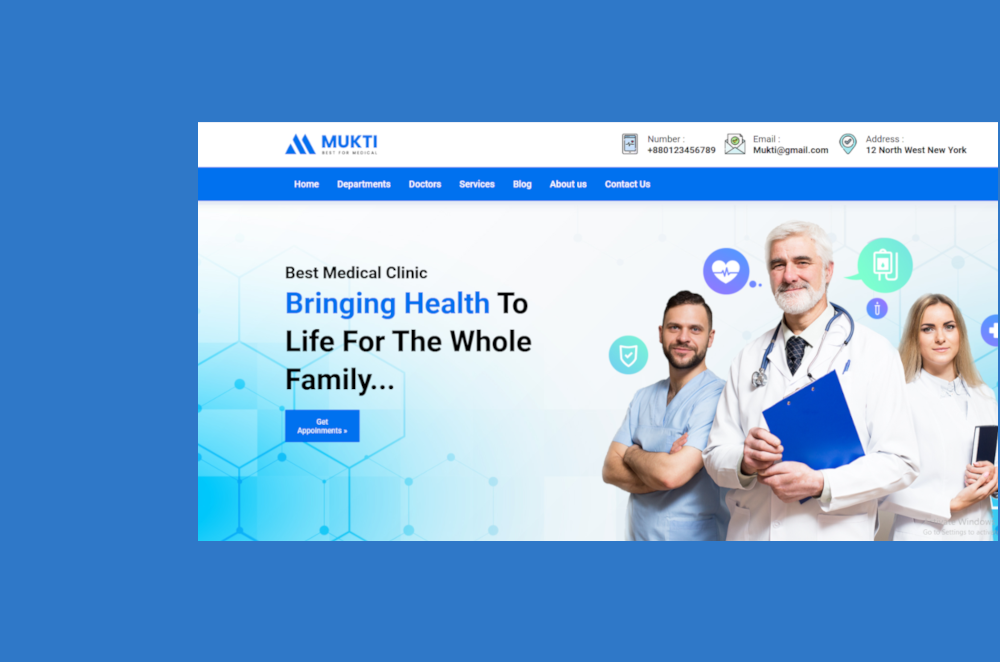 MUKTI
BEST FOR MEDICAL
Number :
+880123456789
Email :
Mukti@gmail.com
Address :
12 North West New York
Home Departments Doctors Services Blog About us Contact Us
Best Medical Clinic
Bringing Health To
Life For The Whole
Family...
Get
Appoinments »
Window
Go to Settings to